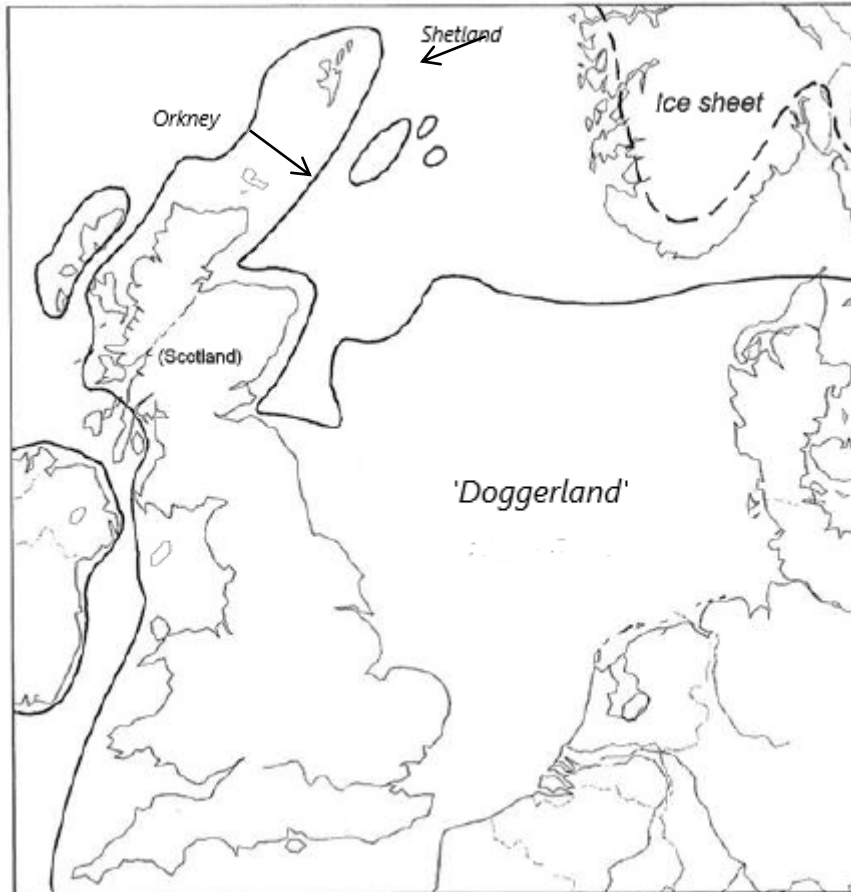 Shetland
Ice sheet
Orkney
(Scotland)
'Doggerland'